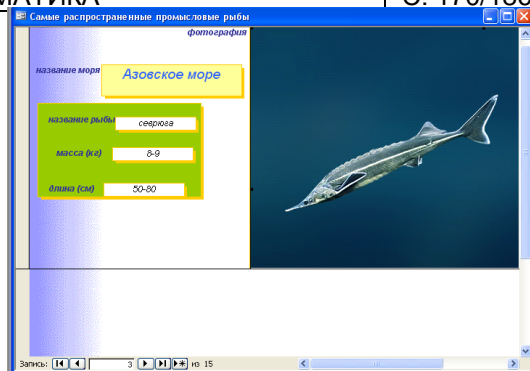 МАТИКА
Самые распространенные промысловые рыбы
фотография
название моря Азовское море
название рыбы севрюга
масса (кг) 8-9
длина (см) 50-80
Запись: 3 из 15